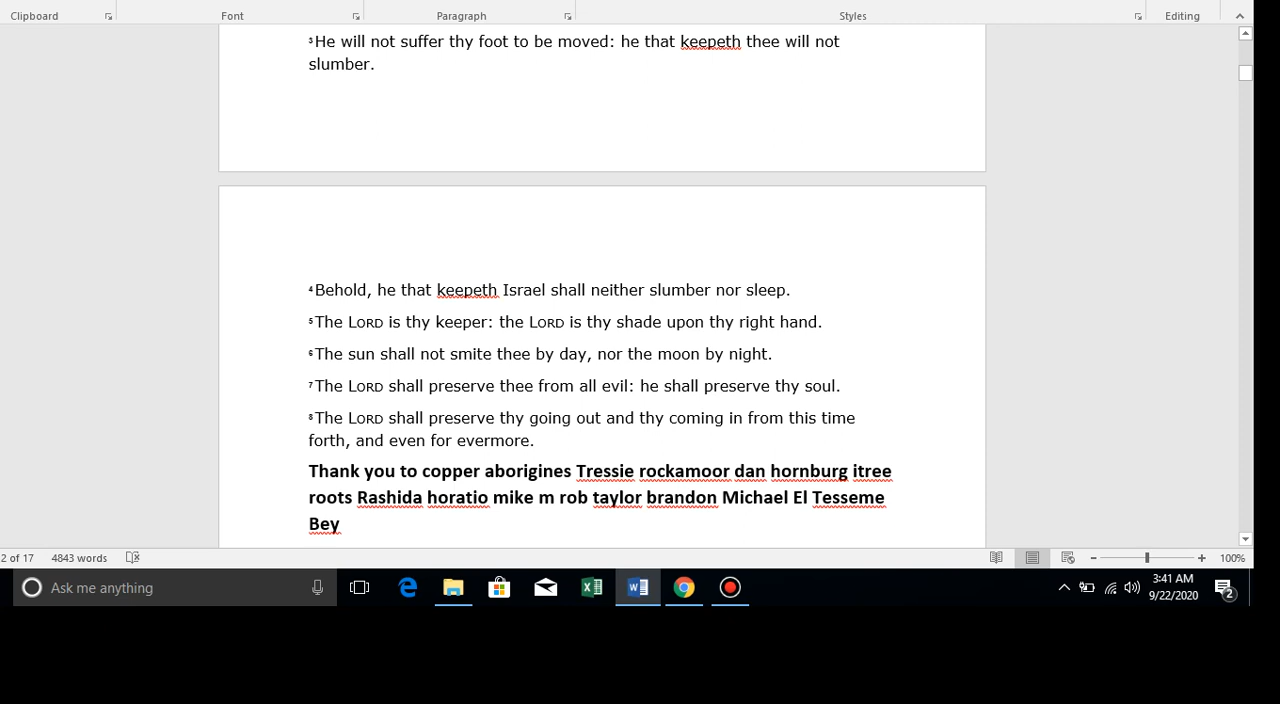 Clipboard Font Paragraph Styles Editing
³He will not suffer thy foot to be moved: he that keepeth thee will not
slumber.
⁴Behold, he that keepeth Israel shall neither slumber nor sleep.
⁵The LORD is thy keeper: the LORD is thy shade upon thy right hand.
⁶The sun shall not smite thee by day, nor the moon by night.
⁷The LORD shall preserve thee from all evil: he shall preserve thy soul.
⁸The LORD shall preserve thy going out and thy coming in from this time
forth, and even for evermore.
Thank you to copper aborigines Tressie rockamoor dan hornburg itree
roots Rashida horatio mike m rob taylor brandon Michael El Tesseme
Bey
2 of 17 4843 words 100%
Ask me anything
3:41 AM
9/22/2020
2